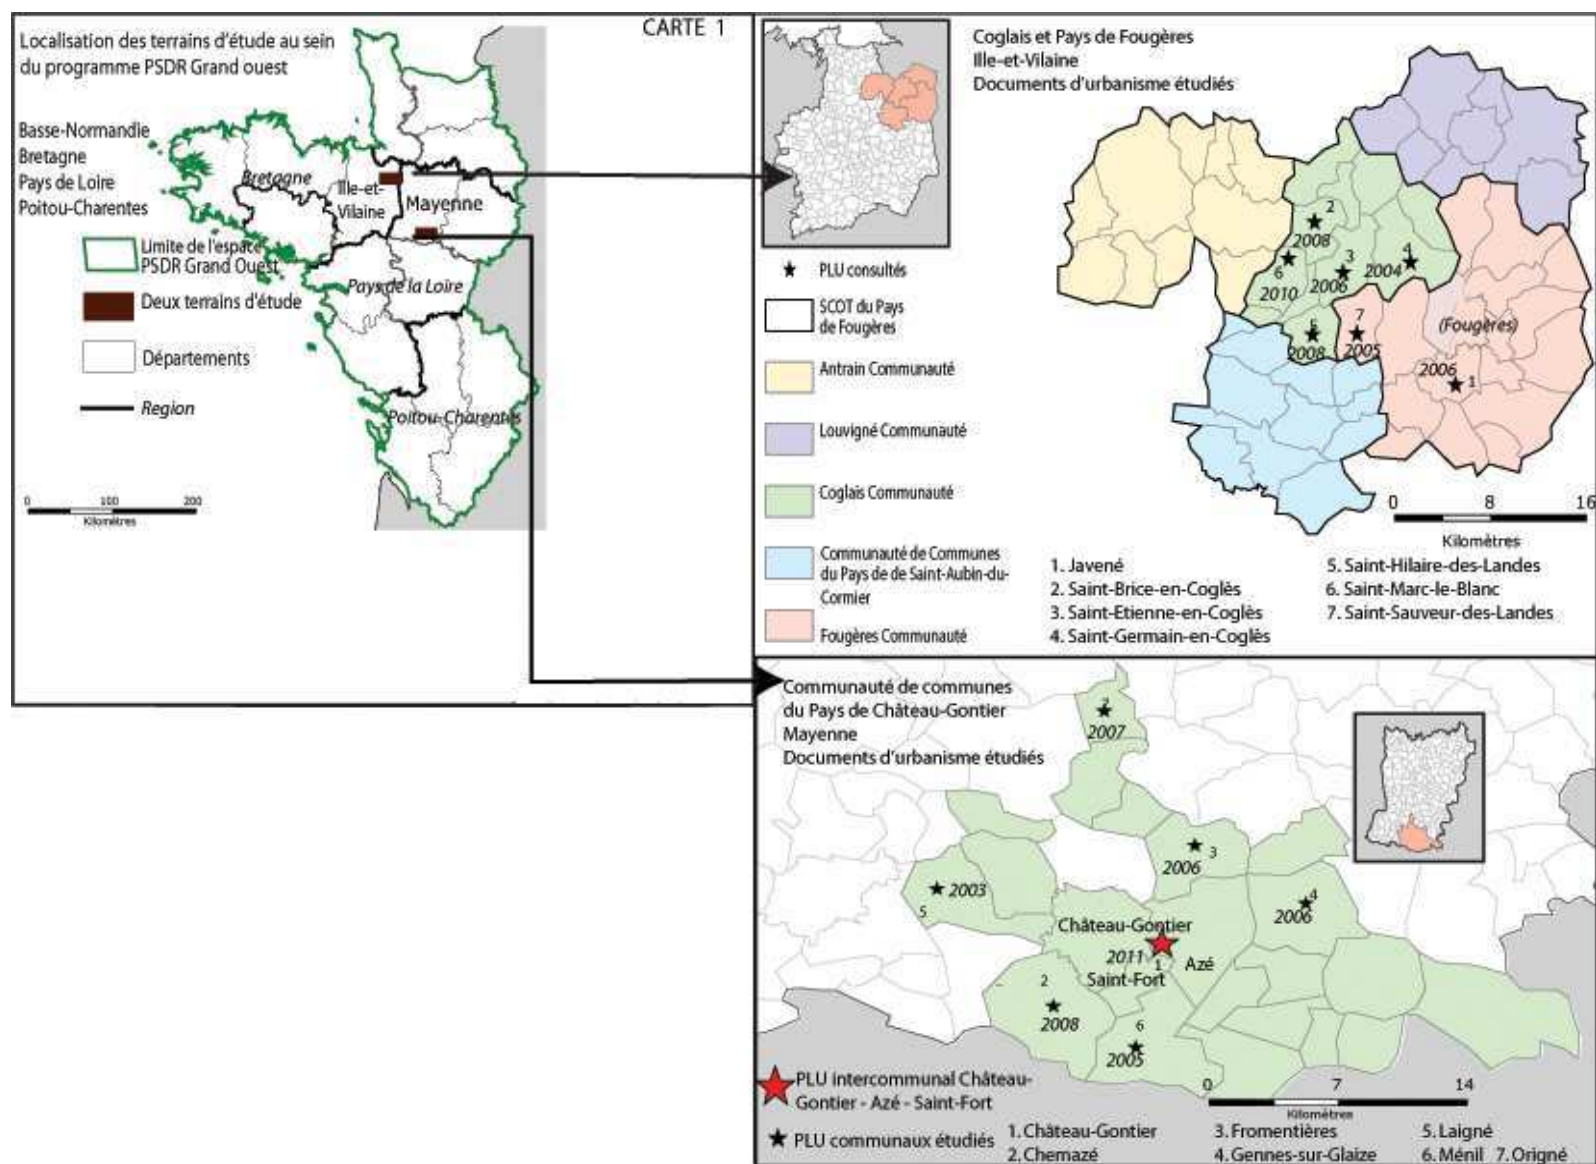 CARTE 1
Localisation des terrains d'étude au sein
du programme PSDR Grand ouest
Basse-Normandie
Bretagne
Pays de Loire
Poitou-Charentes
Bretagne
Ille-et-
Vilaine
Mayenne
Pays de la Loire
Poitou-Charentes
Limite de l'espace
PSDR Grand Ouest
Deux terrains d'étude
Départements
Region
0 100 200
Kilomètres
Coglais et Pays de Fougères
Ille-et-Vilaine
Documents d'urbanisme étudiés
PLU consultés
SCOT du Pays
de Fougères
Antrain Communauté
Louvigné Communauté
Coglais Communauté
Communauté de Communes
du Pays de de Saint-Aubin-du-
Cormier
Fougères Communauté
2
2008
6
2010
3
2006
4
2004
5
2008
7
2005
(Fougères)
2006
1
0 8 16
Kilomètres
1. Javené
2. Saint-Brice-en-Coglès
3. Saint-Etienne-en-Coglès
4. Saint-Germain-en-Coglès
5. Saint-Hilaire-des-Landes
6. Saint-Marc-le-Blanc
7. Saint-Sauveur-des-Landes
Communauté de communes
du Pays de Château-Gontier
Mayenne
Documents d'urbanisme étudiés
2007
3
2006
2003
5
4
2006
Château-Gontier
2011
1
Azé
Saint-Fort
2
2008
6
2005
PLU intercommunal Château-
Gontier - Azé - Saint-Fort
PLU communaux étudiés
0 7 14
Kilomètres
1. Château-Gontier
2. Chemazé
3. Fromentières
4. Gennes-sur-Glaize
5. Laigné
6. Ménil 7. Origné